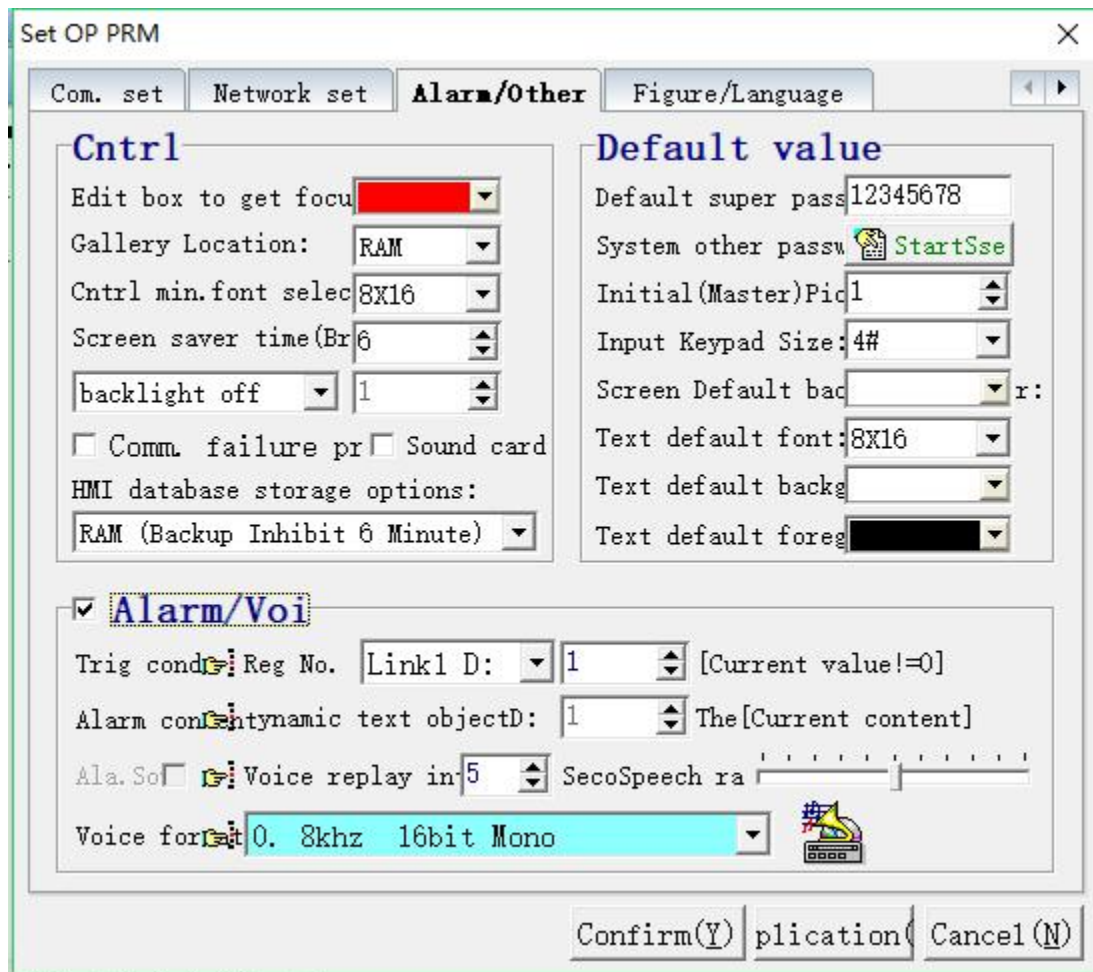 Set OP PRM
Com. set Network set Alarm/Other Figure/Language
Cntrl
Edit box to get focu
Gallery Location: RAM
Cntrl min.font selec 8X16
Screen saver time(Br 6
backlight off 1
Comm. failure pr Sound card
HMI database storage options:
RAM (Backup Inhibit 6 Minute)
Default value
Default super pass 12345678
System other passw StartSse
Initial(Master)Pic 1
Input Keypad Size: 4#
Screen Default bac r:
Text default font: 8X16
Text default backg
Text default foreg
Alarm/Voi
Trig cond Reg No. Link1 D: 1 [Current value!=0]
Alarm con tynamic text objectD: 1 The[Current content]
Ala.So Voice replay in 5 SecoSpeech ra
Voice for t 0. 8khz 16bit Mono
Confirm(Y) plication( Cancel(N)